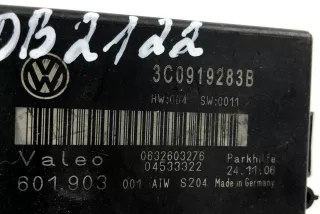 DB2122
3C0919283B
HW:004 SW:0011
Valeo 0632603276 Parkhilfe
04533322 24.11.06
601.903 001 ATW S204 Made in Germany